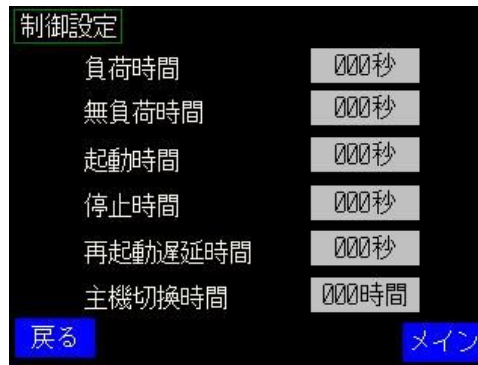 制御設定
負荷時間 000秒
無負荷時間 000秒
起動時間 000秒
停止時間 000秒
再起動遅延時間 000秒
主機切換時間 000時間
戻る メイン